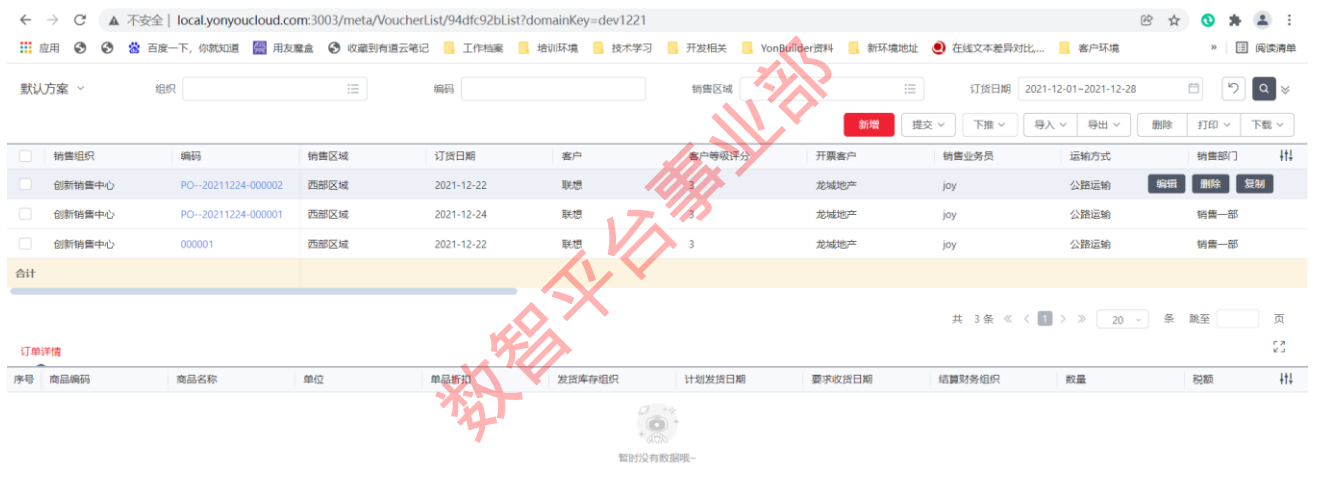 不安全 | local.yonyoucloud.com:3003/meta/VoucherList/94dfc92bList?domainKey=dev1221
应用 百度一下，你就知道 用友魔盒 收藏到有道云笔记 工作档案 培训环境 技术学习 开发相关 YonBuilder资料 新环境地址 在线文本差异对比,... 客户环境 » 阅读清单
默认方案 组织 编码 销售区域 订货日期 2021-12-01~2021-12-28
新增 提交 下推 导入 导出 删除 打印 下载
销售组织 编码 销售区域 订货日期 客户 客户等级评分 开票客户 销售业务员 运输方式 销售部门
创新销售中心 PO--20211224-000002 西部区域 2021-12-22 联想 3 龙城地产 joy 公路运输 编辑 删除 复制
创新销售中心 PO--20211224-000001 西部区域 2021-12-24 联想 3 龙城地产 joy 公路运输 销售一部
创新销售中心 000001 西部区域 2021-12-22 联想 3 龙城地产 joy 公路运输 销售一部
合计
共 3 条 « < 1 > » 20 条 跳至 页
订单详情
序号 商品编码 商品名称 单位 单品折扣 发货库存组织 计划发货日期 要求收货日期 结算财务组织 数量 税额
暂时没有数据哦~
数智平台事业部